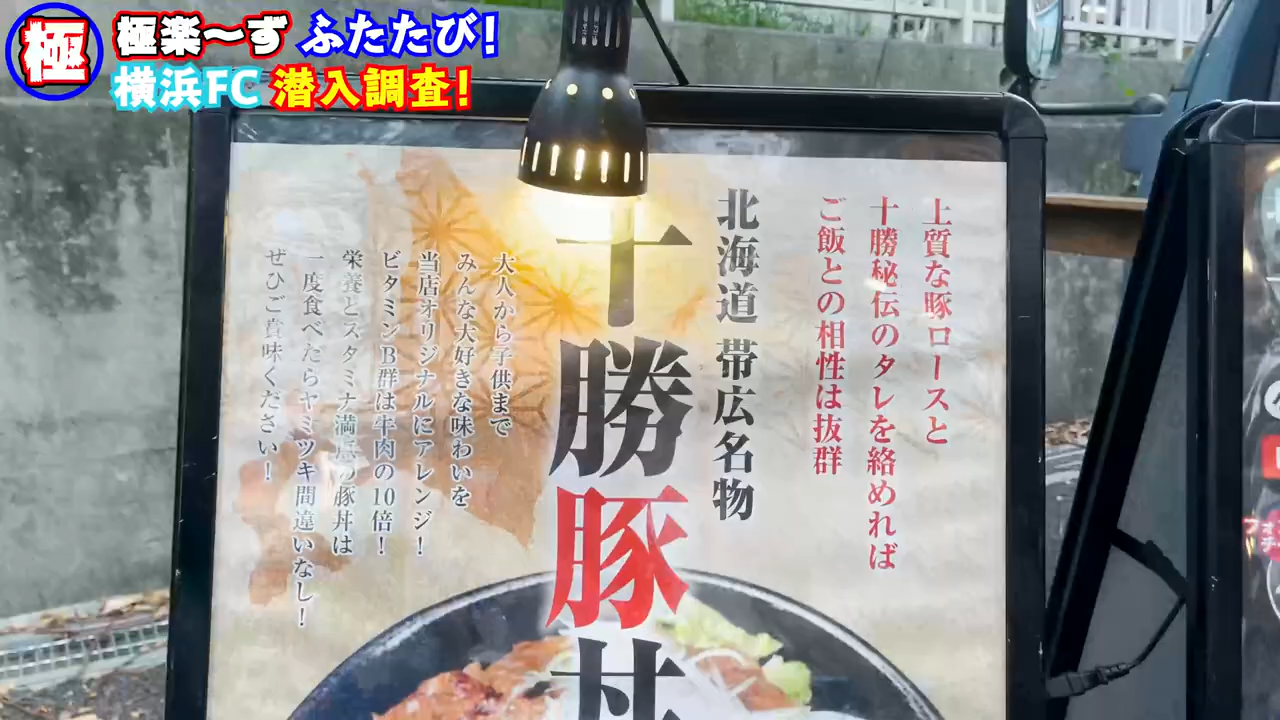 極
極楽〜ず ふたたび!
横浜FC 潜入調査!
上質な豚ロースと
十勝秘伝のタレを絡めれば
ご飯との相性は抜群
北海道 帯広名物
十勝豚丼
大人から子供まで
みんな大好きな味わいを
当店オリジナルにアレンジ!
ビタミンB群は牛肉の10倍!
栄養とスタミナ満点の豚丼は
一度食べたらヤミツキ間違いなし!
ぜひご賞味ください!